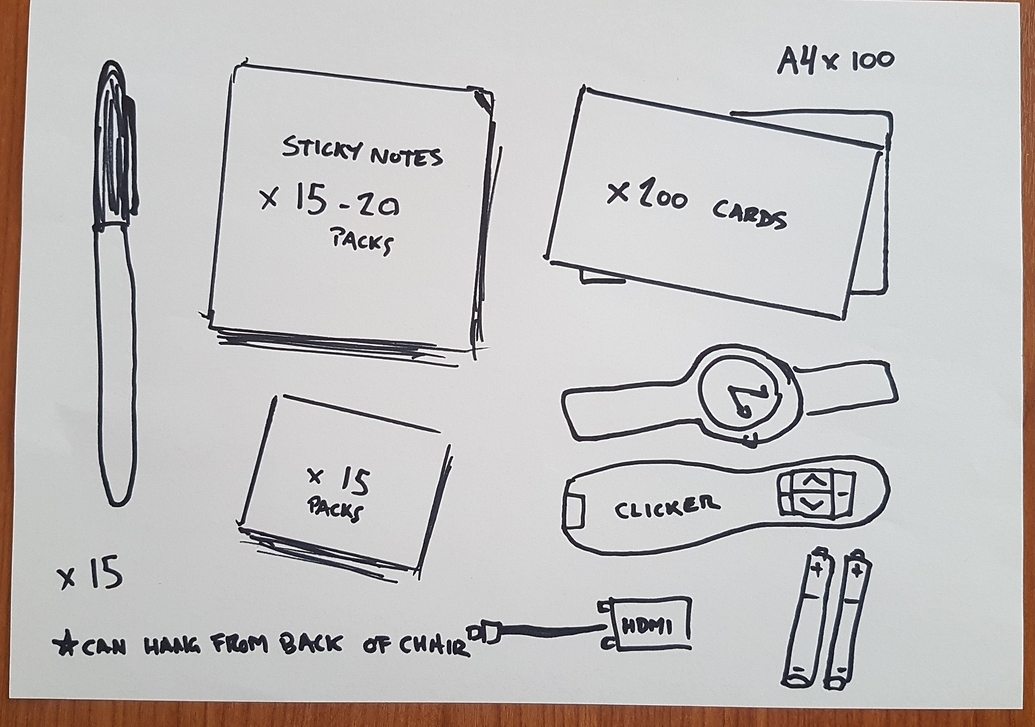 A4 x 100
STICKY NOTES
x 15-20
PACKS
x 200 CARDS
x 15
PACKS
CLICKER
x 15
HDMI
★CAN HANG FROM BACK OF CHAIR